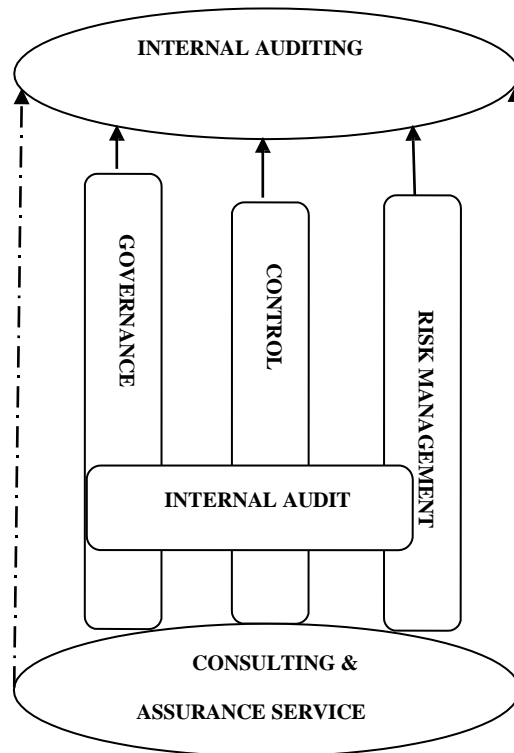 INTERNAL AUDITING
GOVERNANCE
CONTROL
RISK MANAGEMENT
INTERNAL AUDIT
CONSULTING &
ASSURANCE SERVICE